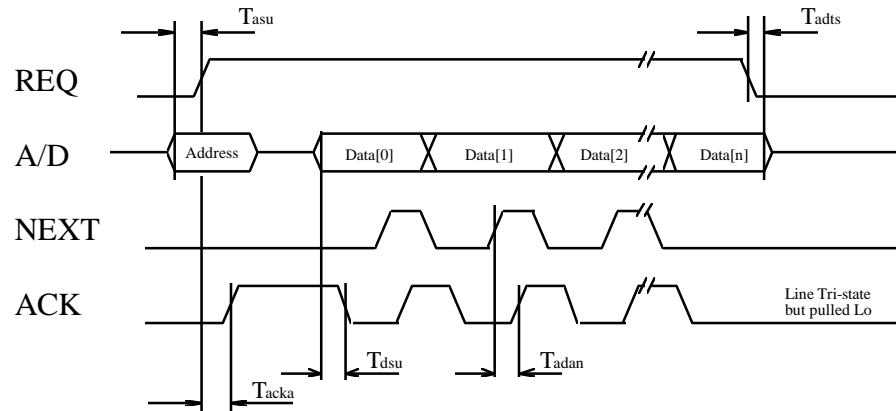 Tasu
Tadts
REQ
A/D
Address
Data[0]
Data[1]
Data[2]
Data[n]
NEXT
ACK
Line Tri-state
but pulled Lo
Tdsu
Tadan
Tacka